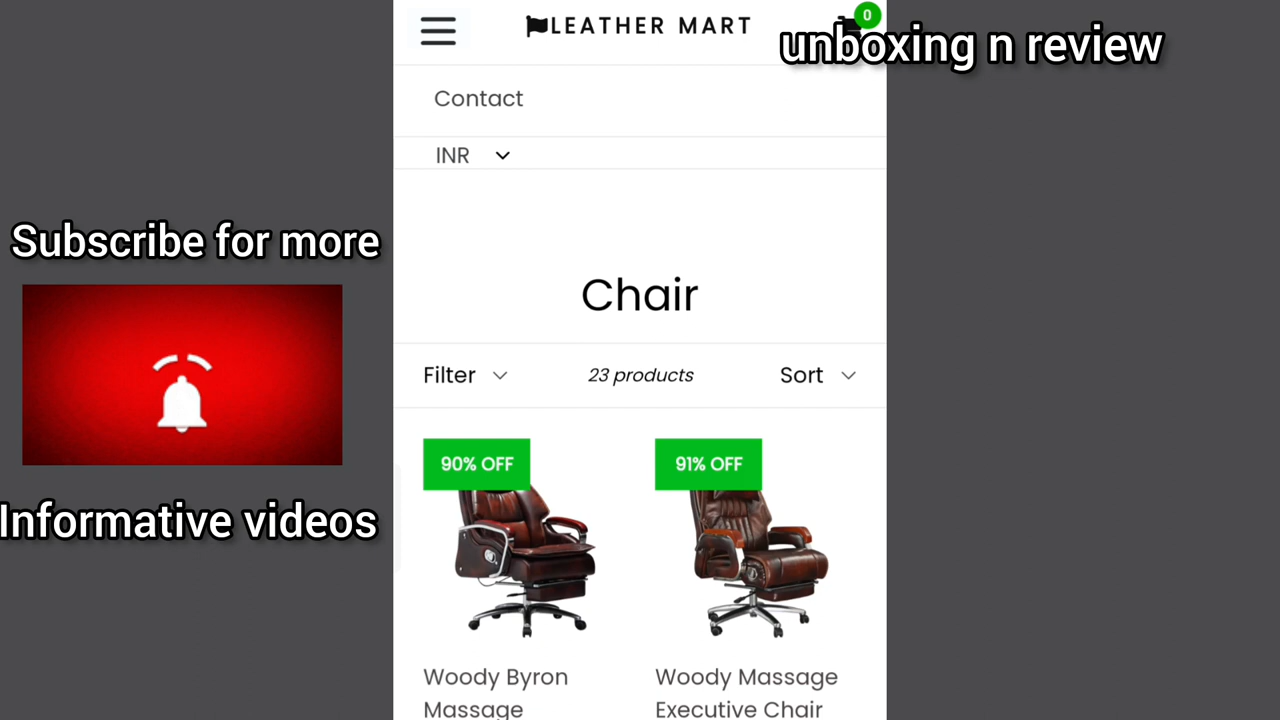 LEATHER MART
0
unboxing n review
Contact
INR
Subscribe for more
Chair
Filter
23 products
Sort
90% OFF
91% OFF
Informative videos
Woody Byron
Massage
Woody Massage
Executive Chair